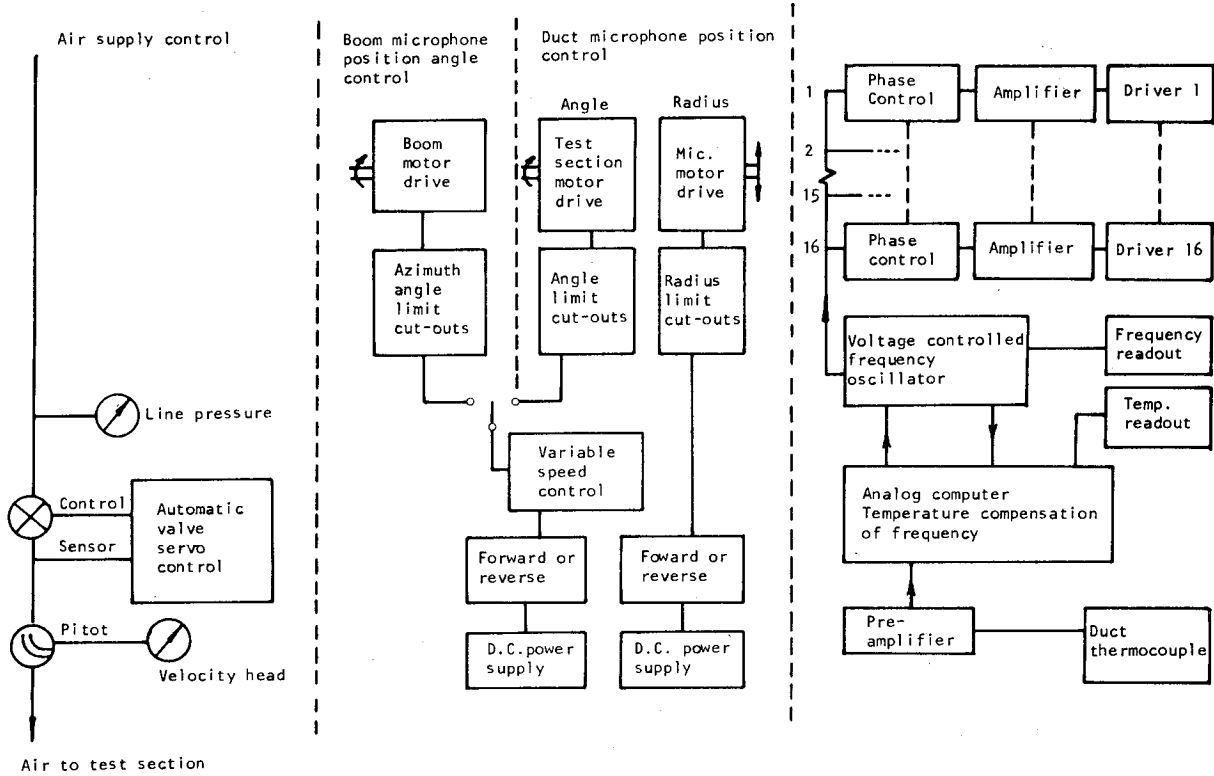 Air supply control
Line pressure
Control
Sensor
Automatic
valve
servo
control
Pitot
Velocity head
Air to test section
Boom microphone
position angle
control
Boom
motor
drive
Azimuth
angle
limit
cut-outs
Duct microphone position
control
Angle
Test
section
motor
drive
Angle
limit
cut-outs
Radius
Mic.
motor
drive
Radius
limit
cut-outs
Variable
speed
control
Forward or
reverse
D.C.power
supply
Foward or
reverse
D.C. power
supply
1
Phase
Control
Amplifier
Driver 1
2
15
16
Phase
control
Amplifier
Driver 16
Voltage controlled
frequency
oscillator
Frequency
readout
Temp.
readout
Analog computer
Temperature compensation
of frequency
Pre-
amplifier
Duct
thermocouple